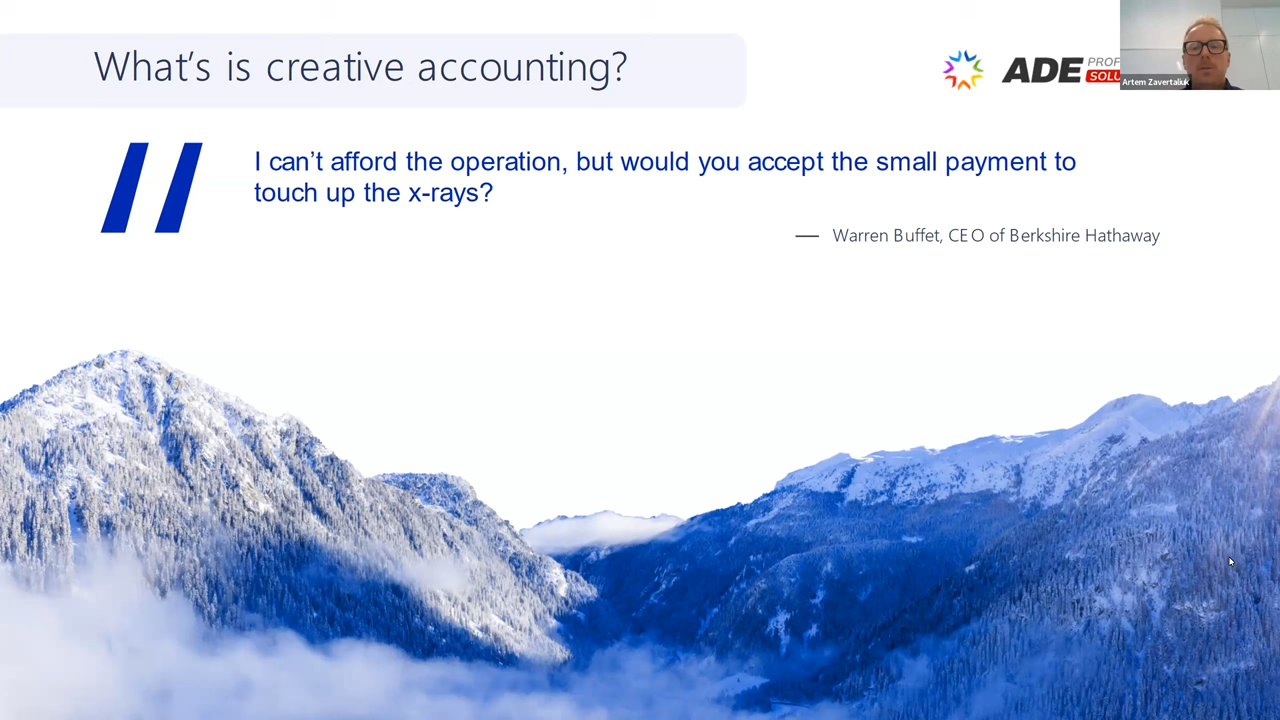 What's is creative accounting?
ADE PROF
SOLU
Artem Zavertaliuk
I can't afford the operation, but would you accept the small payment to
touch up the x-rays?
— Warren Buffet, CEO of Berkshire Hathaway